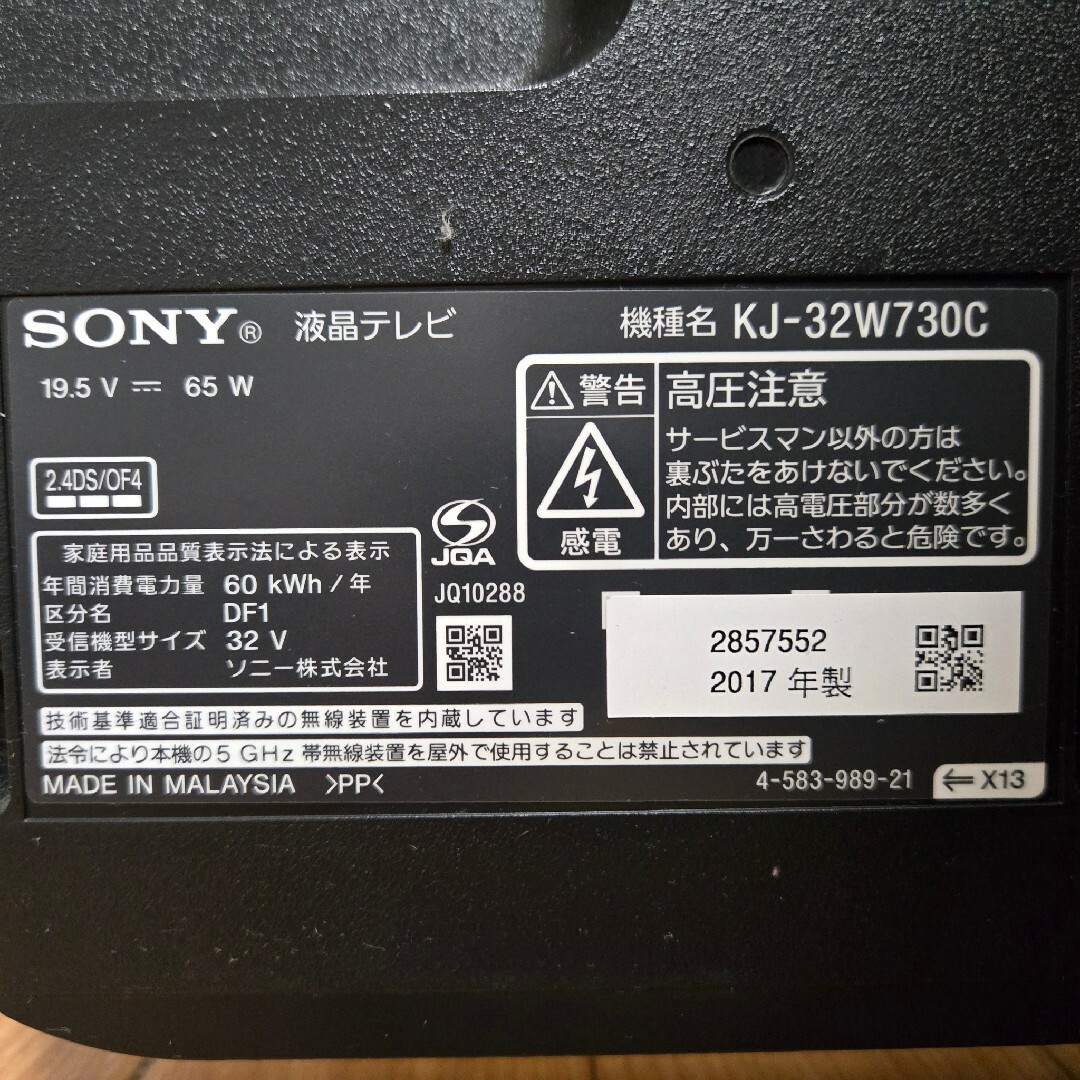 SONY® 液晶テレビ
機種名 KJ-32W730C
19.5 V ⎓ 65 W
警告
感電
高圧注意
サービスマン以外の方は
裏ぶたをあけないでください。
内部には高電圧部分が数多く
あり、万一さわると危険です。
2.4DS/OF4
家庭用品品質表示法による表示
年間消費電力量 60 kWh / 年
区分名 DF1
受信機型サイズ 32 V
表示者 ソニー株式会社
JQA
JQ10288
2857552
2017 年製
技術基準適合証明済みの無線装置を内蔵しています
法令により本機の5 GHz 帯無線装置を屋外で使用することは禁止されています
MADE IN MALAYSIA >PP<
4-583-989-21 ⇐ X13